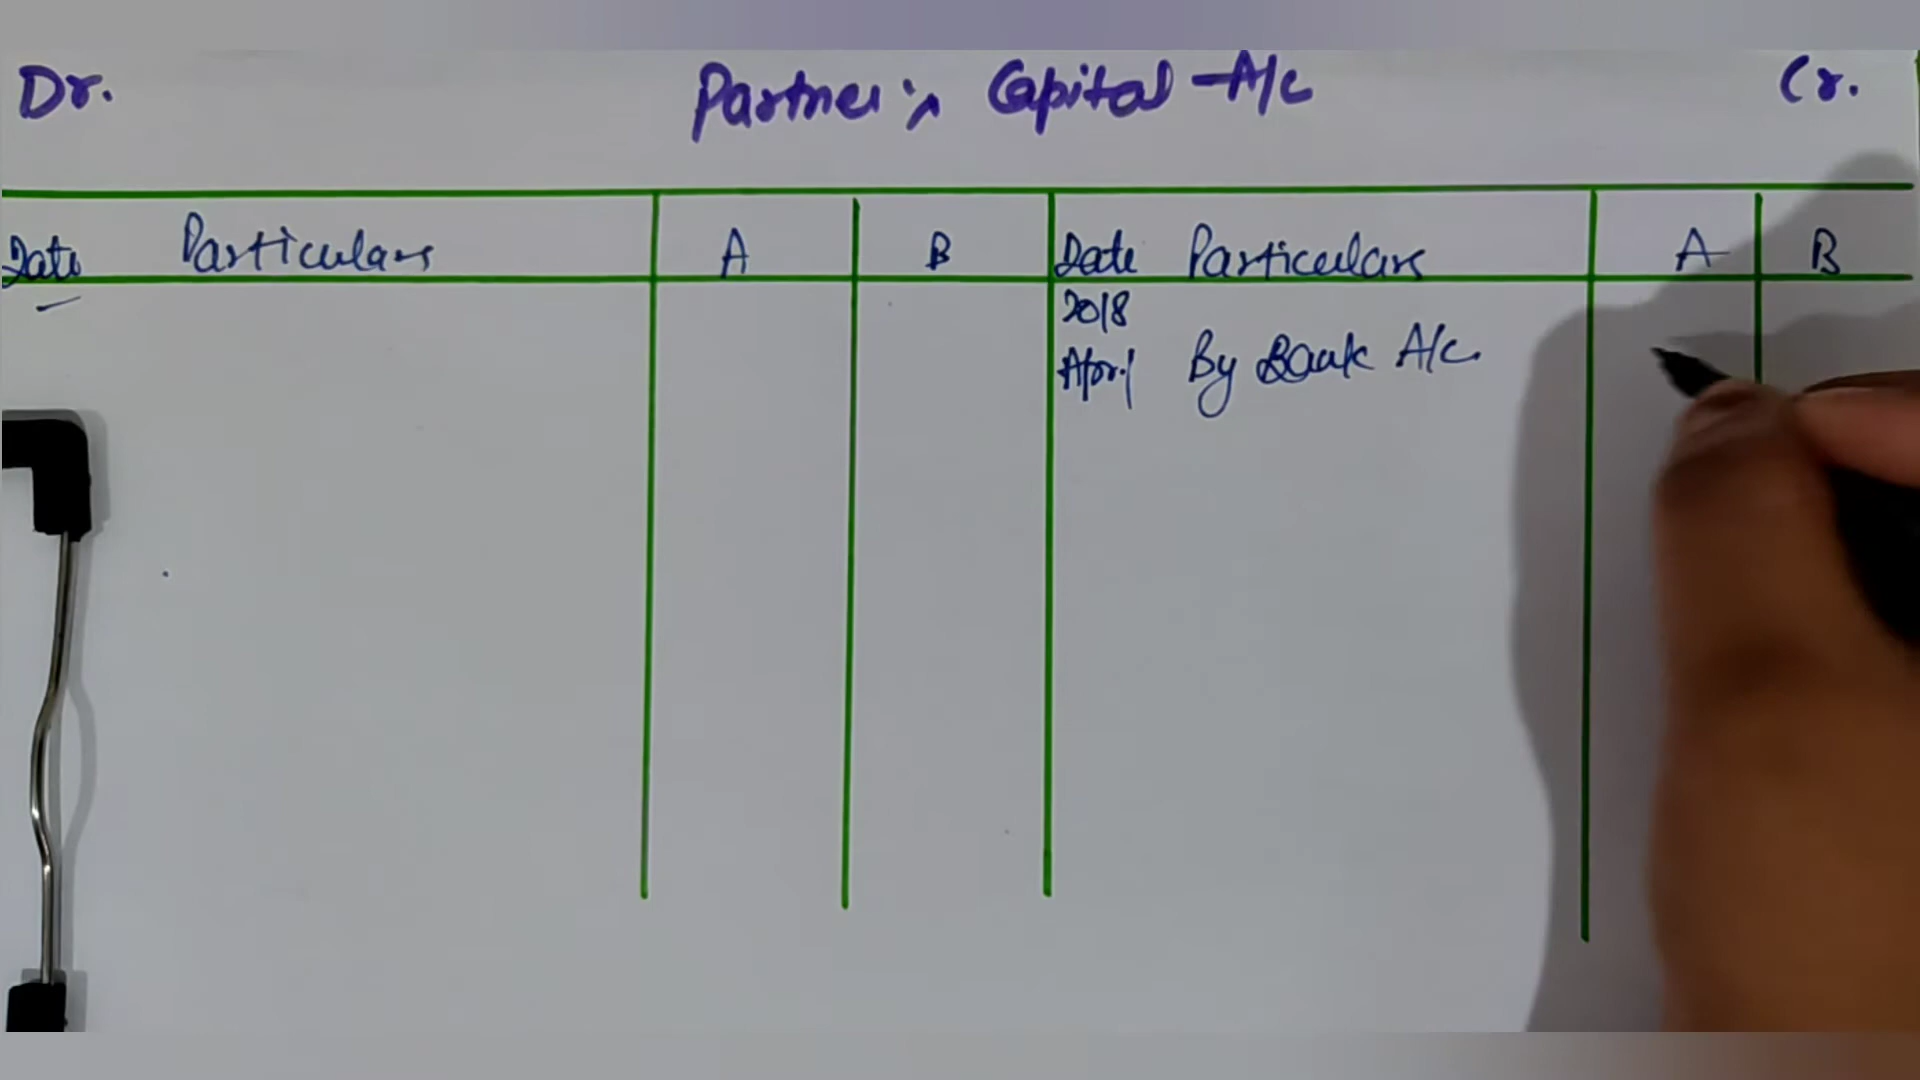 Dr. Partner's Capital A/c Cr.
Date Particulars A B Date Particulars A B
2018
April By Bank A/c